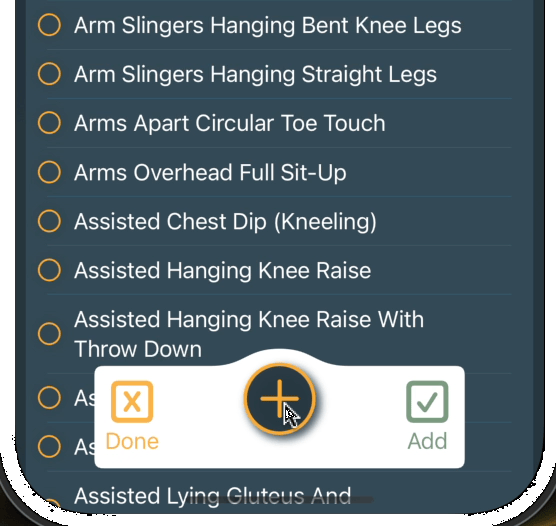 Arm Slingers Hanging Bent Knee Legs
Arm Slingers Hanging Straight Legs
Arms Apart Circular Toe Touch
Arms Overhead Full Sit-Up
Assisted Chest Dip (Kneeling)
Assisted Hanging Knee Raise
Assisted Hanging Knee Raise With
Throw Down
As
As
Done
Add
Assisted Lying Gluteus And